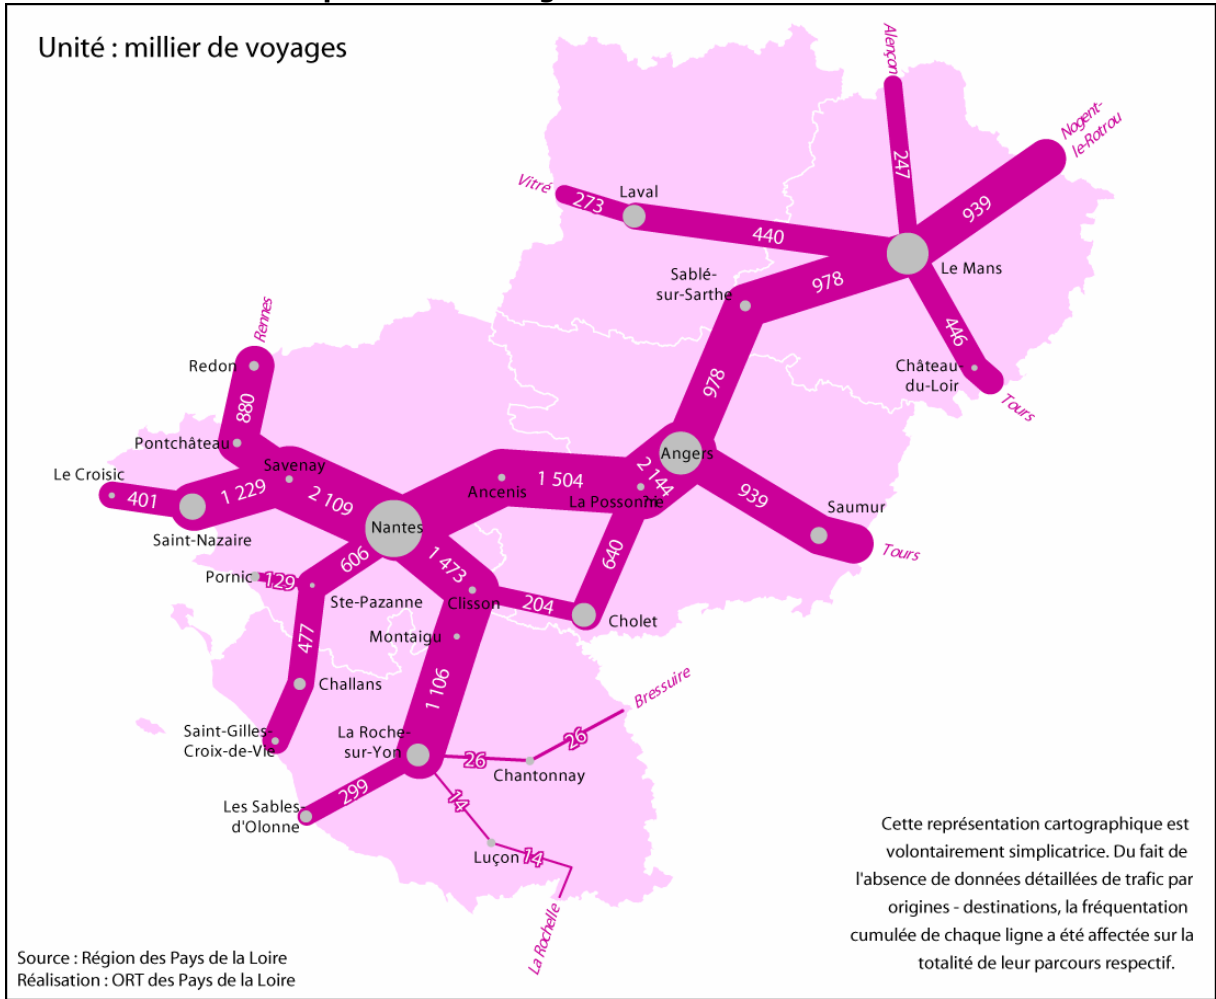 Unité : millier de voyages
Alençon
Nogent-
le-Rotrou
247
939
Vitré
273
Laval
440
Le Mans
Sablé-
sur-Sarthe
978
446
Château-
du-Loir
Tours
Rennes
Redon
880
978
Pontchâteau
Savenay
Angers
Le Croisic
401
1 229
2 109
Ancenis
1 504
2 144
La Possonni
939
Saumur
Nantes
Saint-Nazaire
Tours
606
1 473
640
Pornic
129
Ste-Pazanne
Clisson
204
Cholet
477
Montaigu
Challans
1 106
Bressuire
Saint-Gilles-
Croix-de-Vie
La Roche-
sur-Yon
26
26
Chantonnay
299
14
Les Sables-
d'Olonne
Luçon
14
La Rochelle
Cette représentation cartographique est
volontairement simplicatrice. Du fait de
l'absence de données détaillées de trafic par
origines - destinations, la fréquentation
cumulée de chaque ligne a été affectée sur la
totalité de leur parcours respectif.
Source : Région des Pays de la Loire
Réalisation : ORT des Pays de la Loire